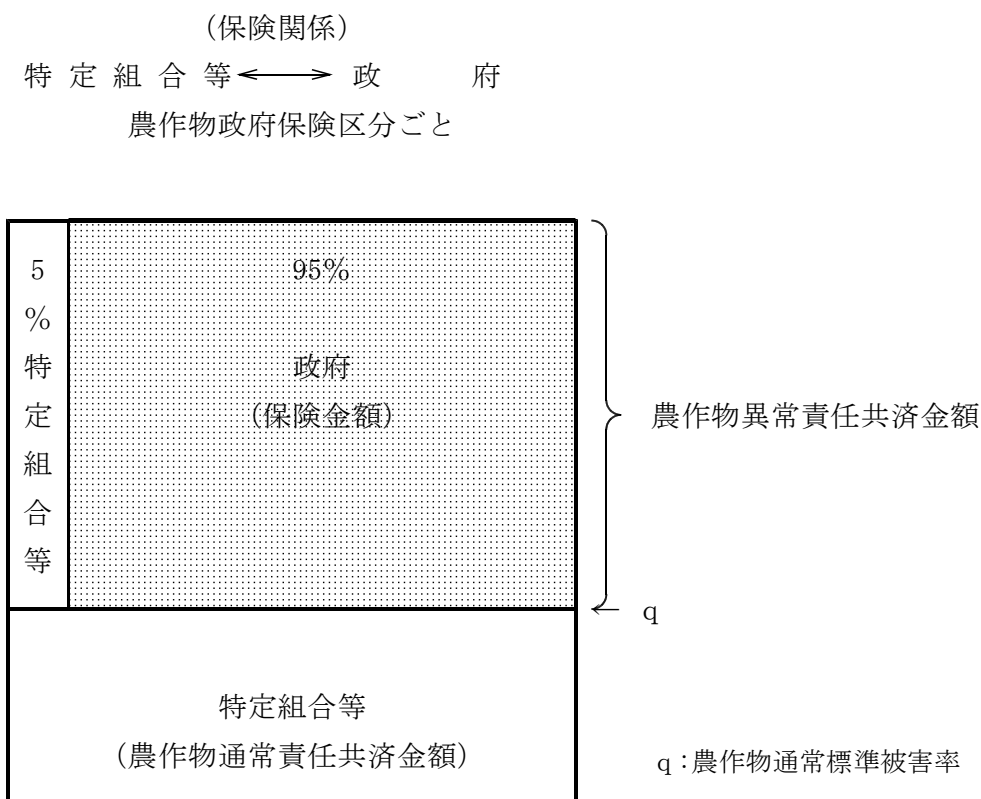 （保険関係）
特定組合等 ←→ 政　　府
農作物政府保険区分ごと
5%特定組合等
95%
政府
（保険金額）
農作物異常責任共済金額
← q
特定組合等
（農作物通常責任共済金額）
q：農作物通常標準被害率